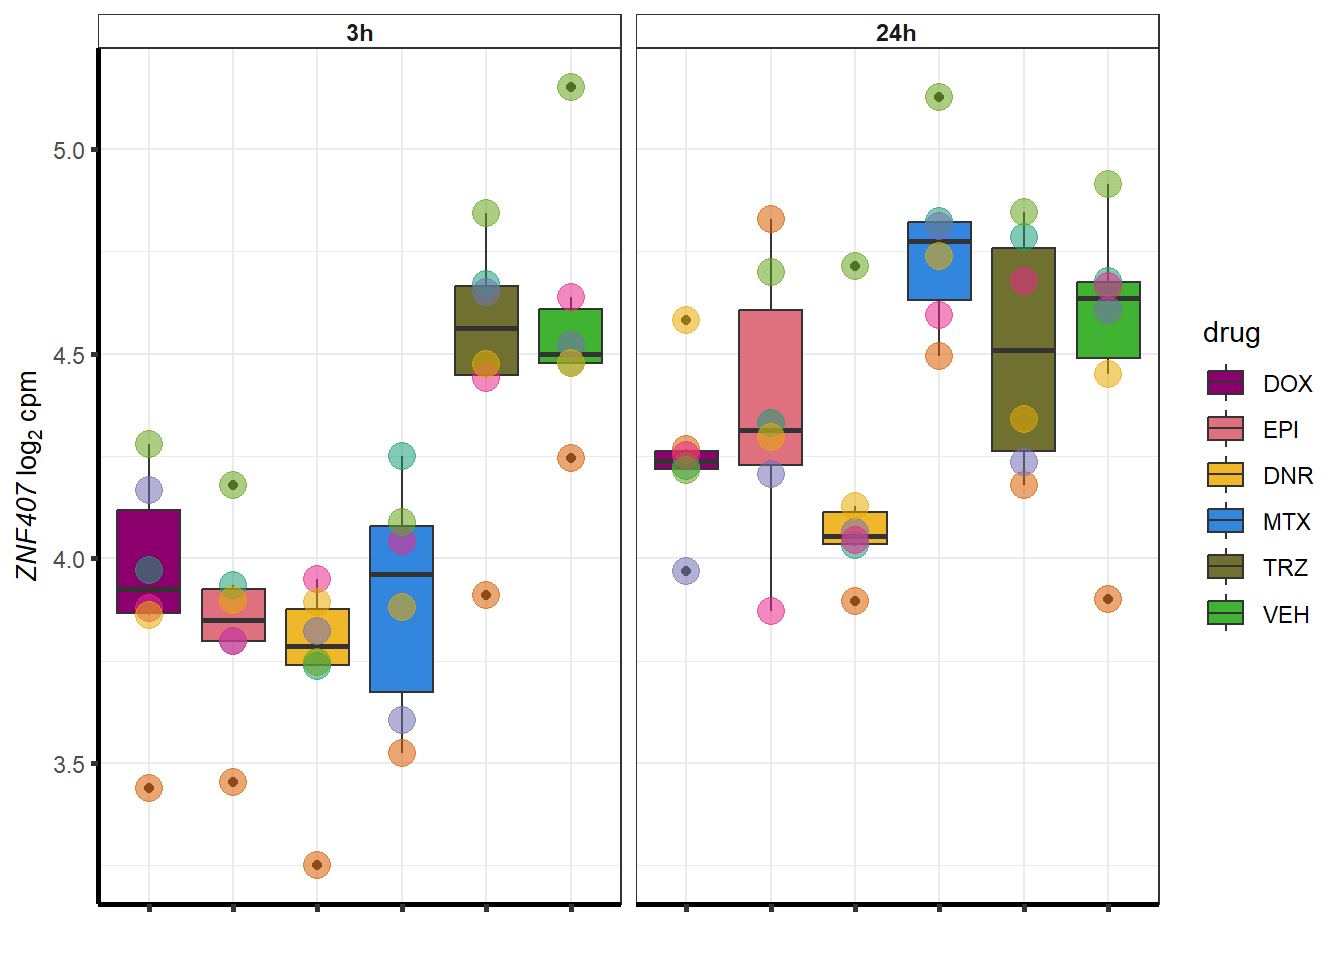 3h
24h
5.0
4.5
4.0
3.5
ZNF407 log2 cpm
drug
DOX
EPI
DNR
MTX
TRZ
VEH